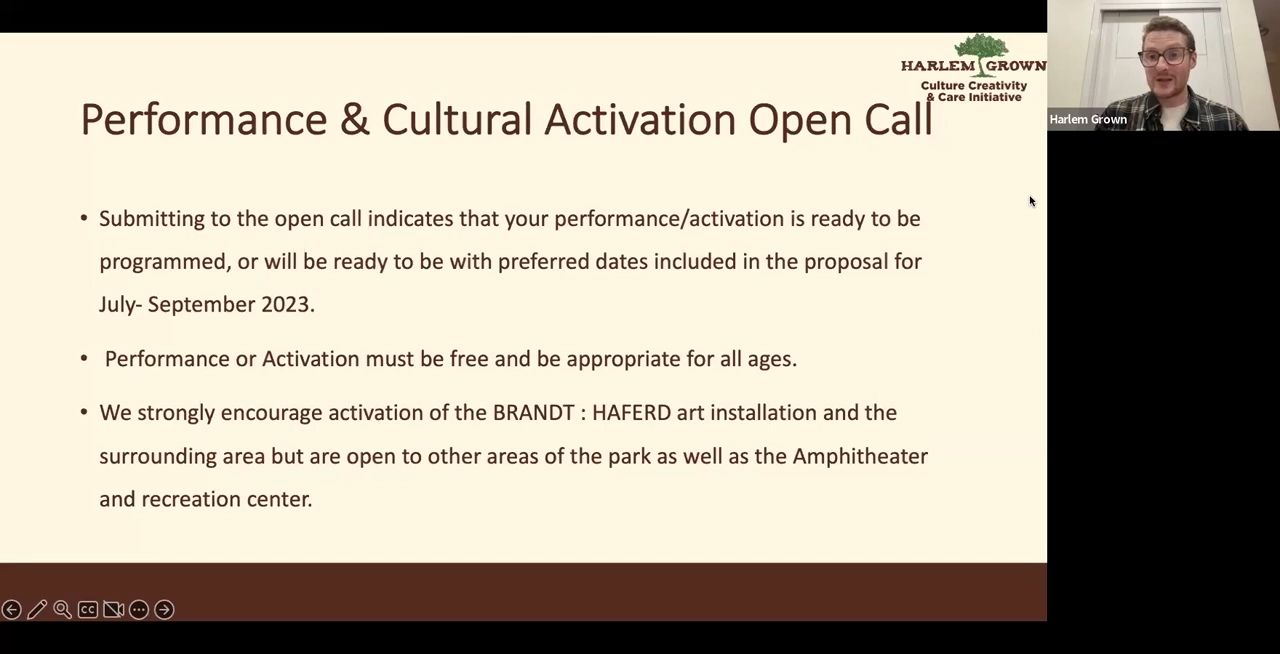 HARLEM GROWN
Culture Creativity
& Care Initiative
Performance & Cultural Activation Open Call
Harlem Grown
• Submitting to the open call indicates that your performance/activation is ready to be
programmed, or will be ready to be with preferred dates included in the proposal for
July- September 2023.
• Performance or Activation must be free and be appropriate for all ages.
• We strongly encourage activation of the BRANDT : HAFERD art installation and the
surrounding area but are open to other areas of the park as well as the Amphitheater
and recreation center.
CC